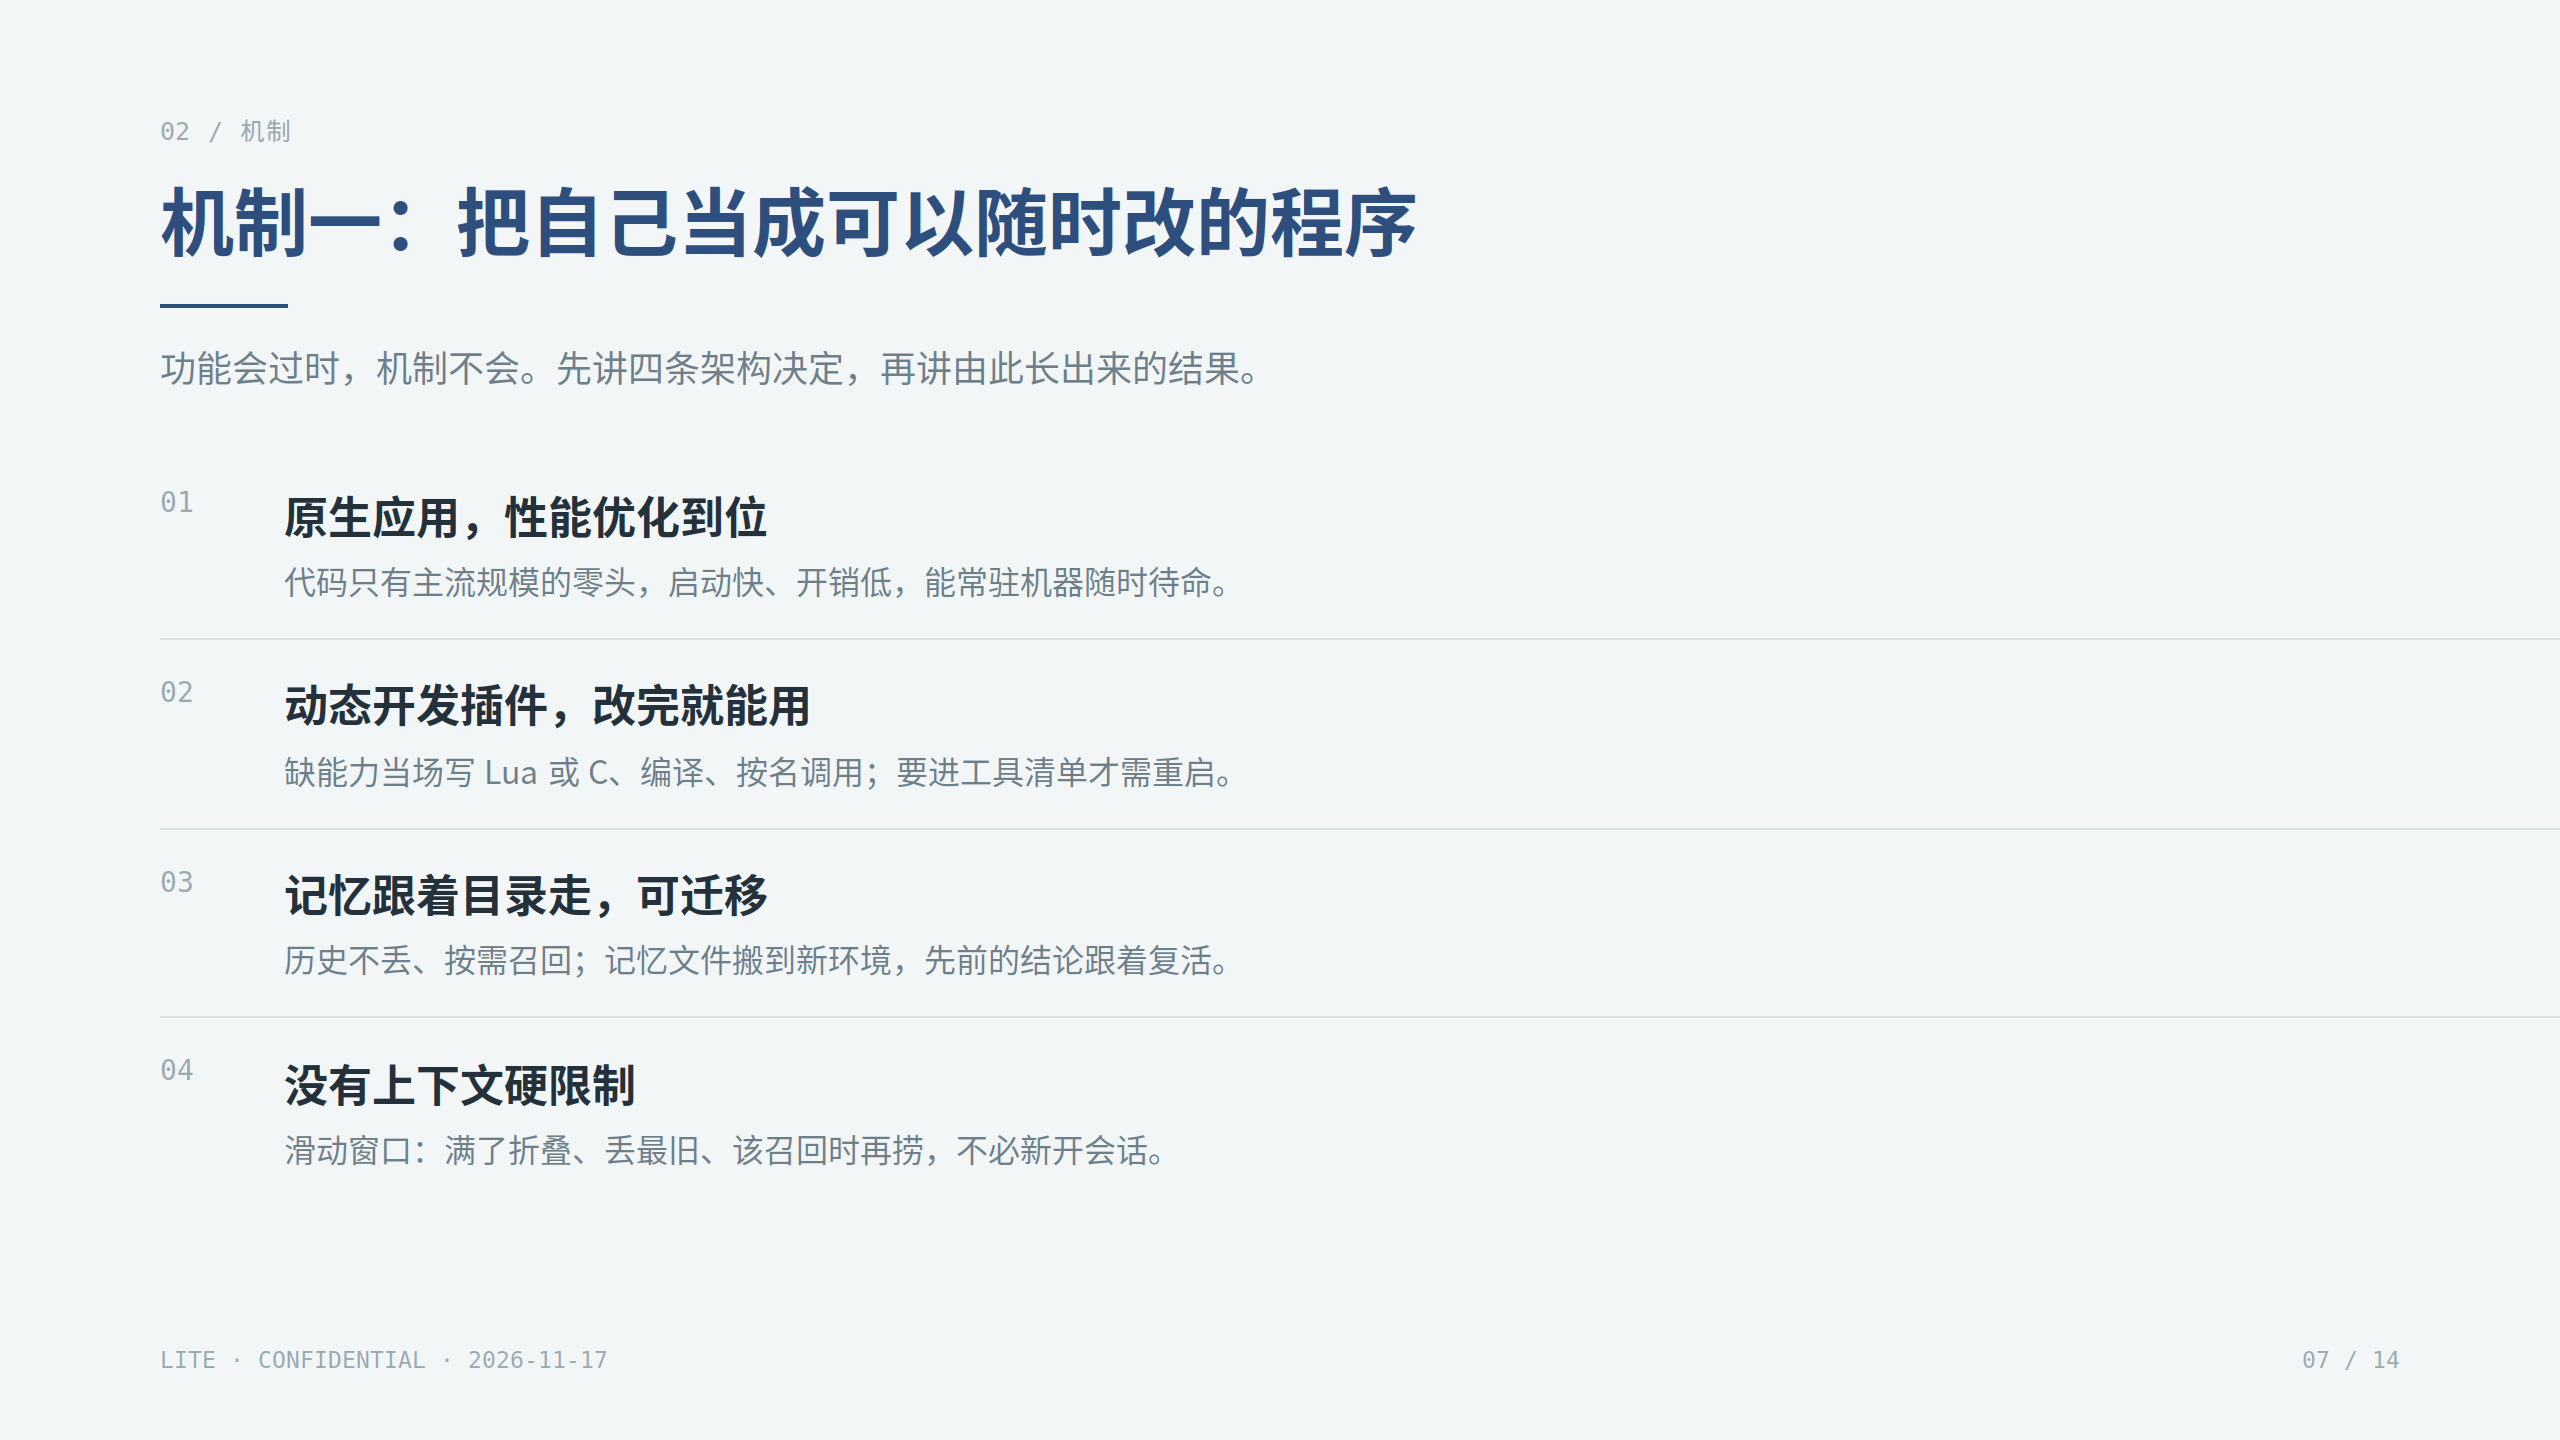 02 / 机制
机制一：把自己当成可以随时改的程序
功能会过时，机制不会。先讲四条架构决定，再讲由此长出来的结果。
01
原生应用，性能优化到位
代码只有主流规模的零头，启动快、开销低，能常驻机器随时待命。
02
动态开发插件，改完就能用
缺能力当场写 Lua 或 C、编译、按名调用；要进工具清单才需重启。
03
记忆跟着目录走，可迁移
历史不丢、按需召回；记忆文件搬到新环境，先前的结论跟着复活。
04
没有上下文硬限制
滑动窗口：满了折叠、丢最旧、该召回时再捞，不必新开会话。
LITE · CONFIDENTIAL · 2026-11-17
07 / 14